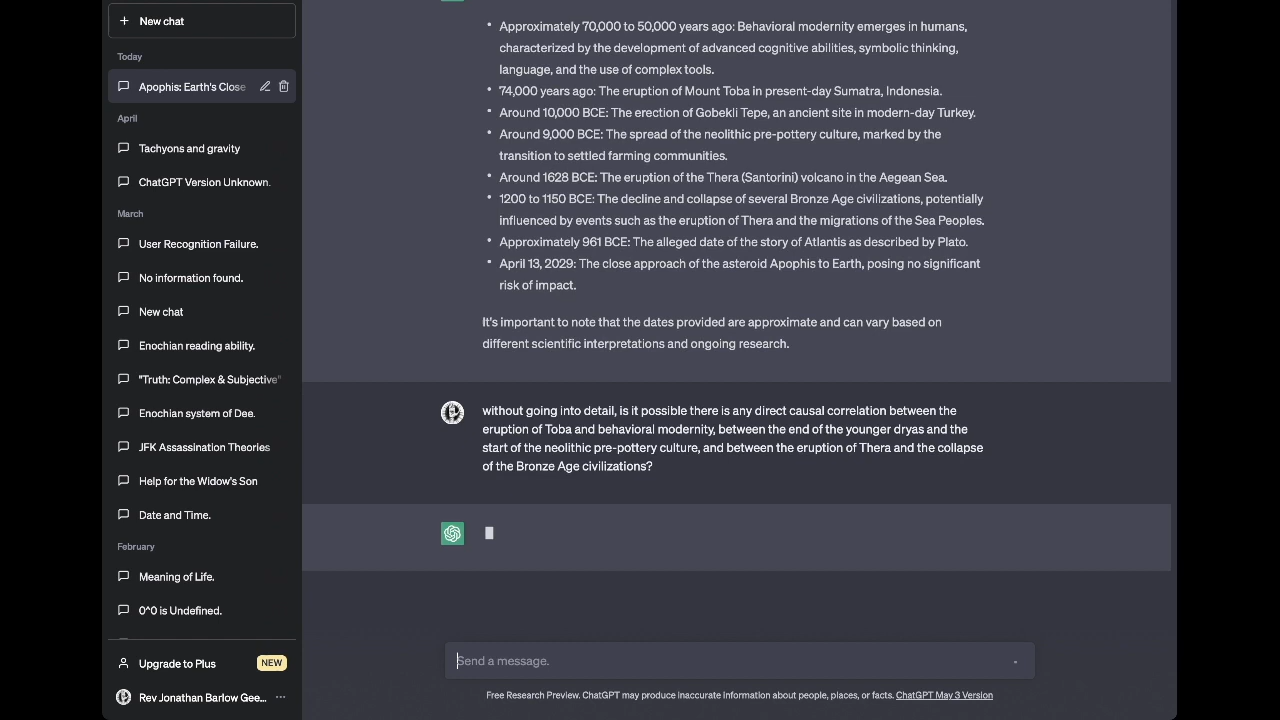 New chat
Today
Apophis: Earth's Close
April
Tachyons and gravity
ChatGPT Version Unknown.
March
User Recognition Failure.
No information found.
New chat
Enochian reading ability.
"Truth: Complex & Subjective"
Enochian system of Dee.
JFK Assassination Theories
Help for the Widow's Son
Date and Time.
February
Meaning of Life.
0^0 is Undefined.
Upgrade to Plus
NEW
Rev Jonathan Barlow Gee...
• Approximately 70,000 to 50,000 years ago: Behavioral modernity emerges in humans,
characterized by the development of advanced cognitive abilities, symbolic thinking,
language, and the use of complex tools.
• 74,000 years ago: The eruption of Mount Toba in present-day Sumatra, Indonesia.
• Around 10,000 BCE: The erection of Gobekli Tepe, an ancient site in modern-day Turkey.
• Around 9,000 BCE: The spread of the neolithic pre-pottery culture, marked by the
transition to settled farming communities.
• Around 1628 BCE: The eruption of the Thera (Santorini) volcano in the Aegean Sea.
• 1200 to 1150 BCE: The decline and collapse of several Bronze Age civilizations, potentially
influenced by events such as the eruption of Thera and the migrations of the Sea Peoples.
• Approximately 961 BCE: The alleged date of the story of Atlantis as described by Plato.
• April 13, 2029: The close approach of the asteroid Apophis to Earth, posing no significant
risk of impact.
It's important to note that the dates provided are approximate and can vary based on
different scientific interpretations and ongoing research.
without going into detail, is it possible there is any direct causal correlation between the
eruption of Toba and behavioral modernity, between the end of the younger dryas and the
start of the neolithic pre-pottery culture, and between the eruption of Thera and the collapse
of the Bronze Age civilizations?
Send a message.
Free Research Preview. ChatGPT may produce inaccurate information about people, places, or facts. ChatGPT May 3 Version